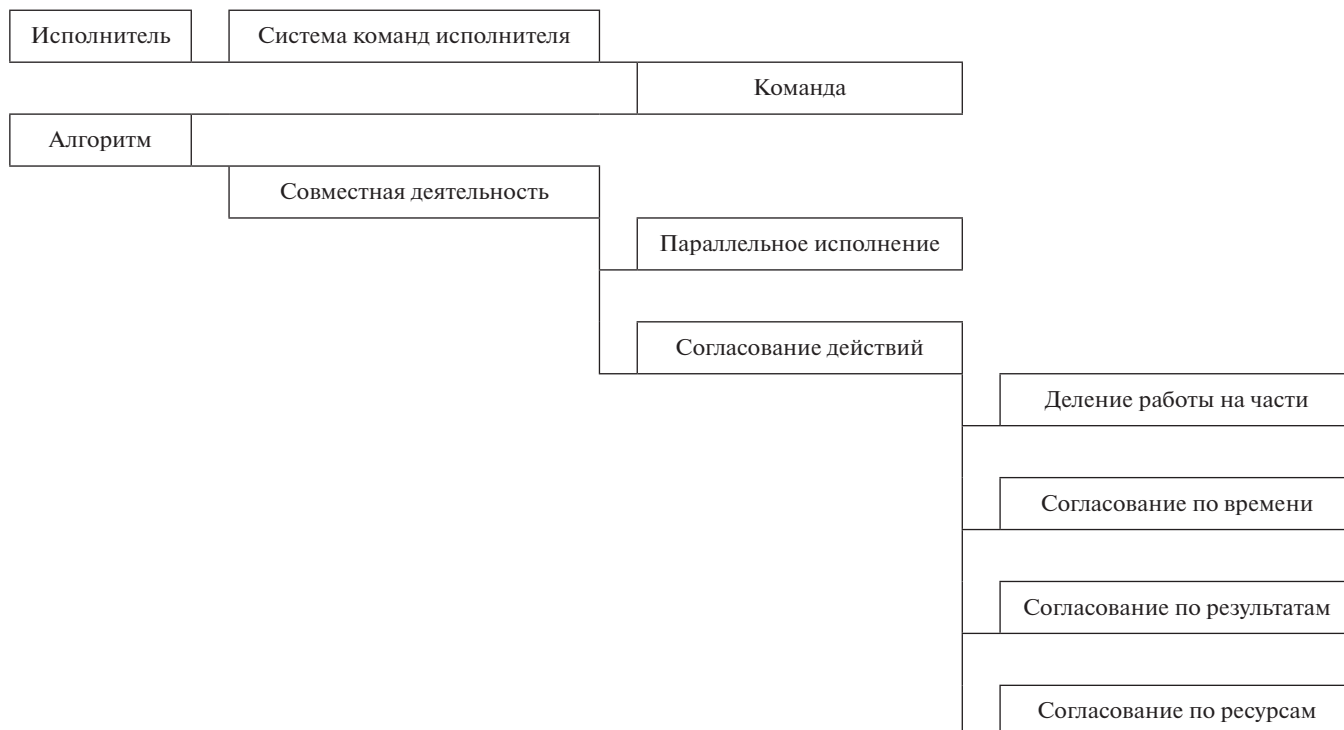 Исполнитель
Система команд исполнителя
Команда
Алгоритм
Совместная деятельность
Параллельное исполнение
Согласование действий
Деление работы на части
Согласование по времени
Согласование по результатам
Согласование по ресурсам